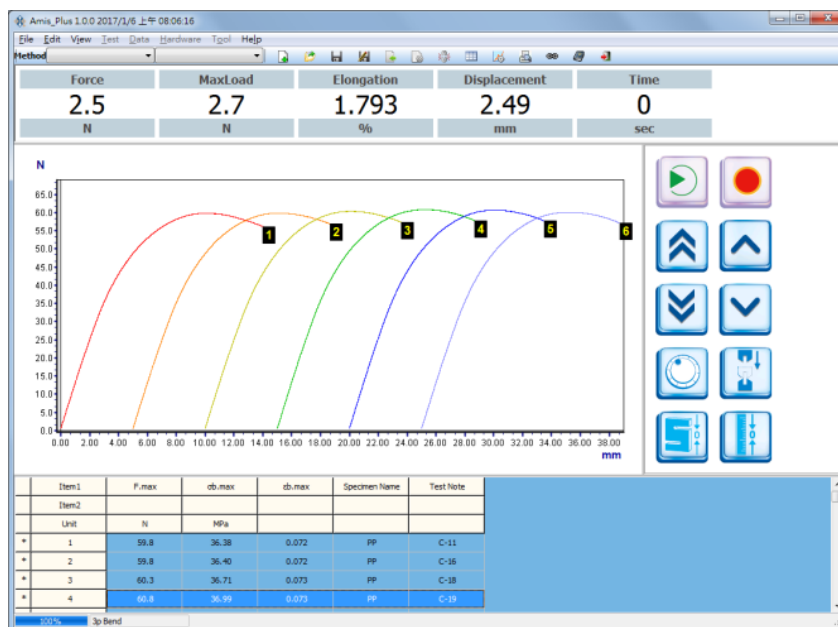 Amis_Plus 1.0.0 2017/1/6 上午 08:06:16
File Edit View Test Data Hardware Tool Help
Method
Force MaxLoad Elongation Displacement Time
2.5 2.7 1.793 2.49 0
N N % mm sec
N
65.0
60.0
55.0
50.0
45.0
40.0
35.0
30.0
25.0
20.0
15.0
10.0
5.0
0.0
1 2 3 4 5 6
0.00 2.00 4.00 6.00 8.00 10.00 12.00 14.00 16.00 18.00 20.00 22.00 24.00 26.00 28.00 30.00 32.00 34.00 36.00 38.00
mm
Item1 F.max σb.max εb.max Specimen Name Test Note
Item2
Unit N MPa
* 1 59.8 36.38 0.072 PP C-11
* 2 59.8 36.40 0.072 PP C-16
* 3 60.3 36.71 0.073 PP C-18
* 4 60.8 36.99 0.073 PP C-19
100% 3p Bend